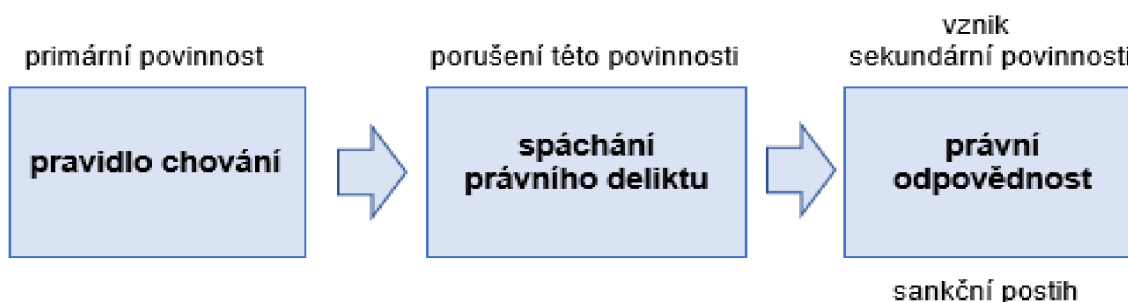 primární povinnost
pravidlo chování
porušení této povinnosti
spáchání
právního deliktu
vznik
sekundární povinnosti
právní
odpovědnost
sankční postih